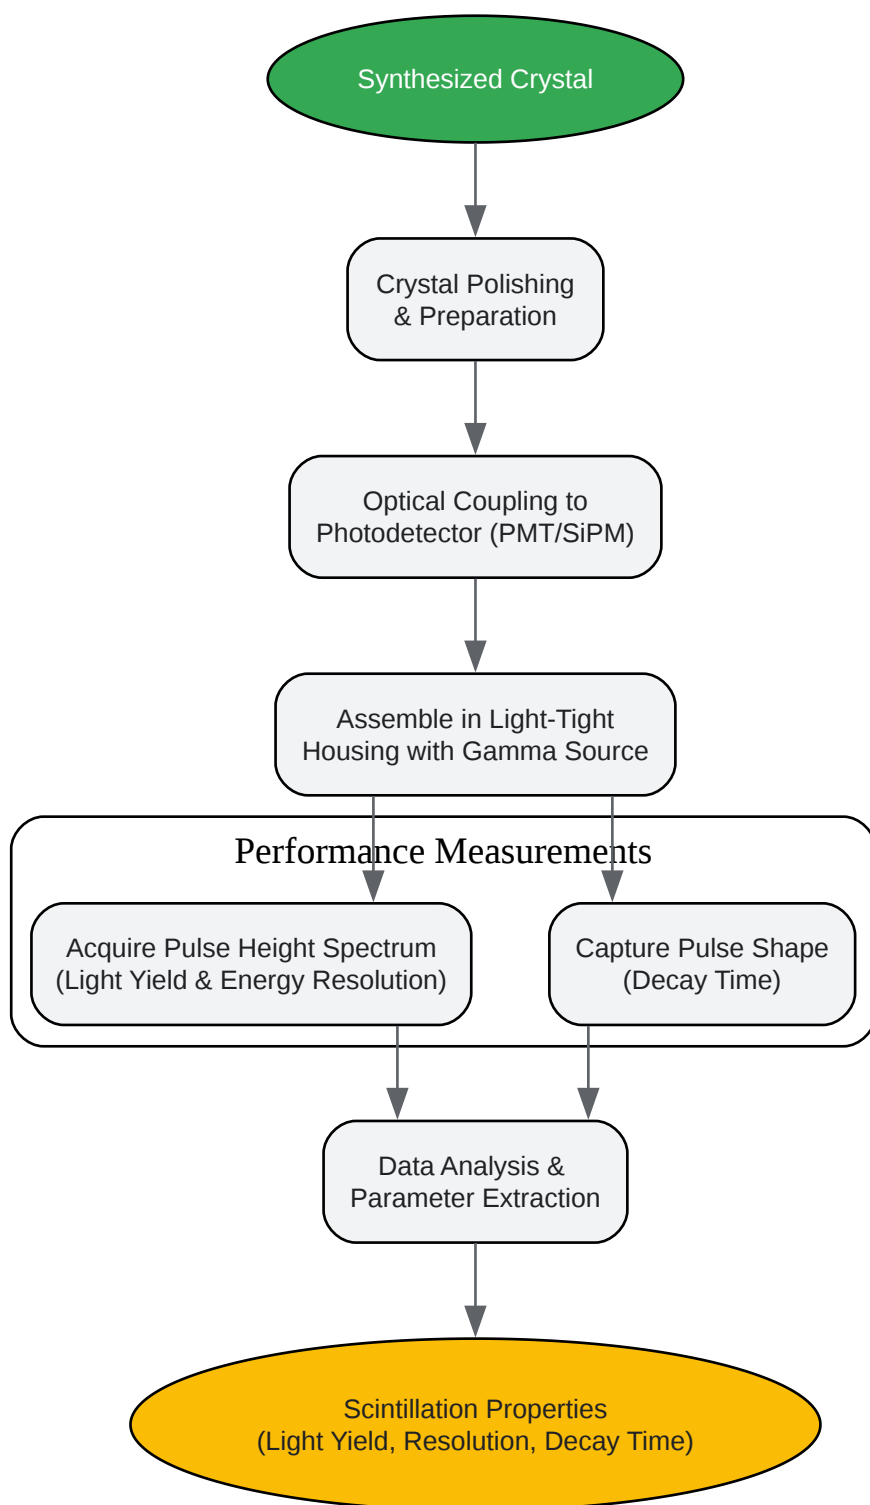 Synthesized Crystal
Crystal Polishing
& Preparation
Optical Coupling to
Photodetector (PMT/SiPM)
Assemble in Light-Tight
Housing with Gamma Source
Performance Measurements
Acquire Pulse Height Spectrum
(Light Yield & Energy Resolution)
Capture Pulse Shape
(Decay Time)
Data Analysis &
Parameter Extraction
Scintillation Properties
(Light Yield, Resolution, Decay Time)